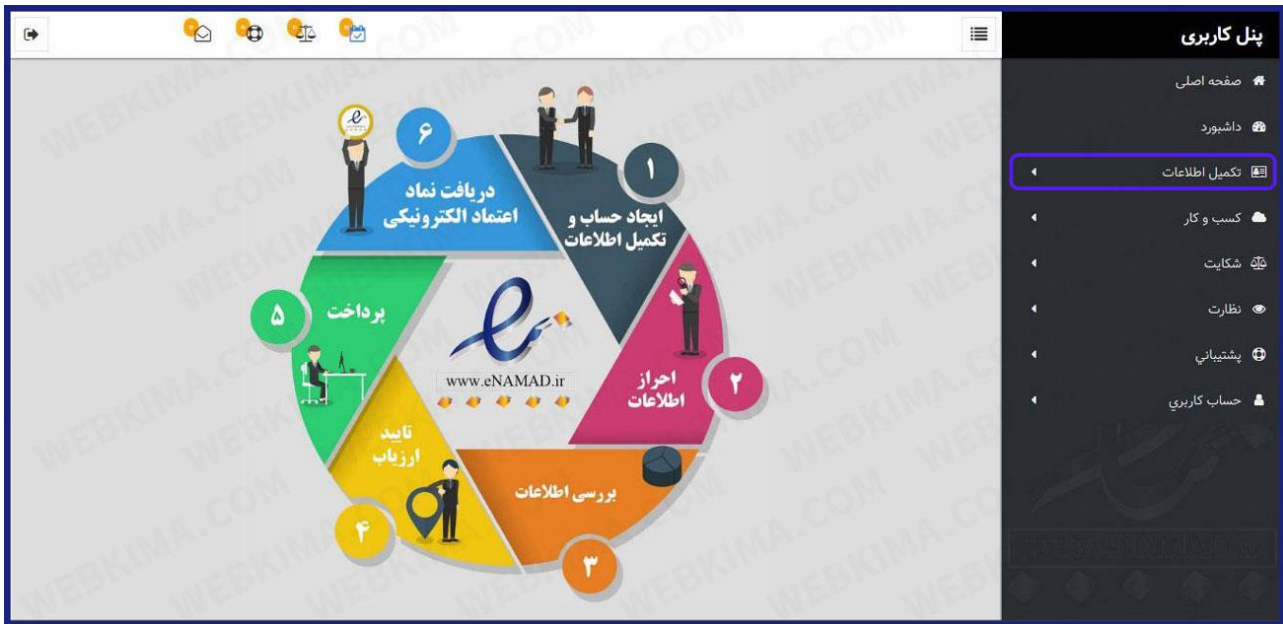 پنل کاربری
صفحه اصلی
داشبورد
تکمیل اطلاعات
کسب و کار
شکایت
نظارت
پشتیباني
حساب کاربري
۱
ایجاد حساب و
تکمیل اطلاعات
۲
احراز
اطلاعات
۳
بررسی اطلاعات
۴
تایید
ارزیاب
۵
پرداخت
۶
دریافت نماد
اعتماد الکترونیکی
www.eNAMAD.ir
WEBKIMA.COM